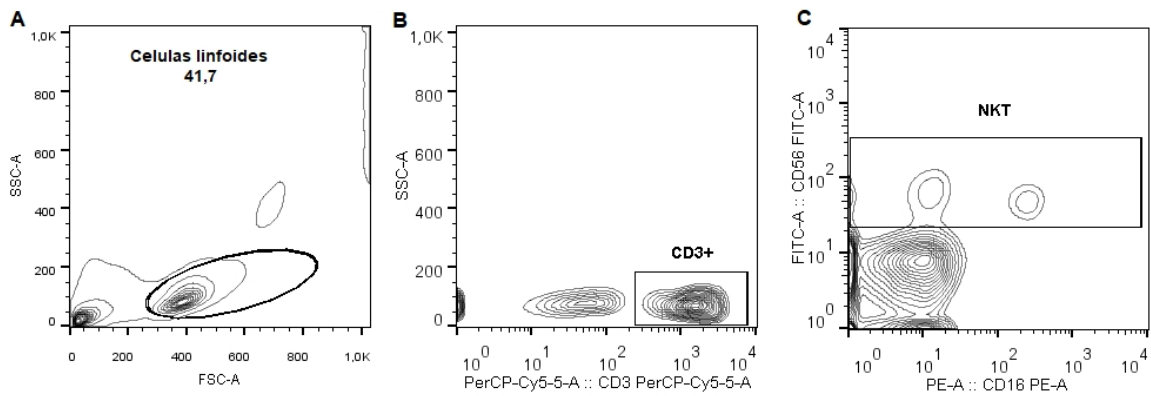 A
Celulas linfoides
41,7
SSC-A
1,0K
800
600
400
200
0
0 200 400 600 800 1,0K
FSC-A
B
CD3+
SSC-A
1,0K
800
600
400
200
0
10^0 10^1 10^2 10^3 10^4
PerCP-Cy5-5-A :: CD3 PerCP-Cy5-5-A
C
NKT
FITC-A :: CD56 FITC-A
10^4
10^3
10^2
10^1
10^0
10^0 10^1 10^2 10^3 10^4
PE-A :: CD16 PE-A